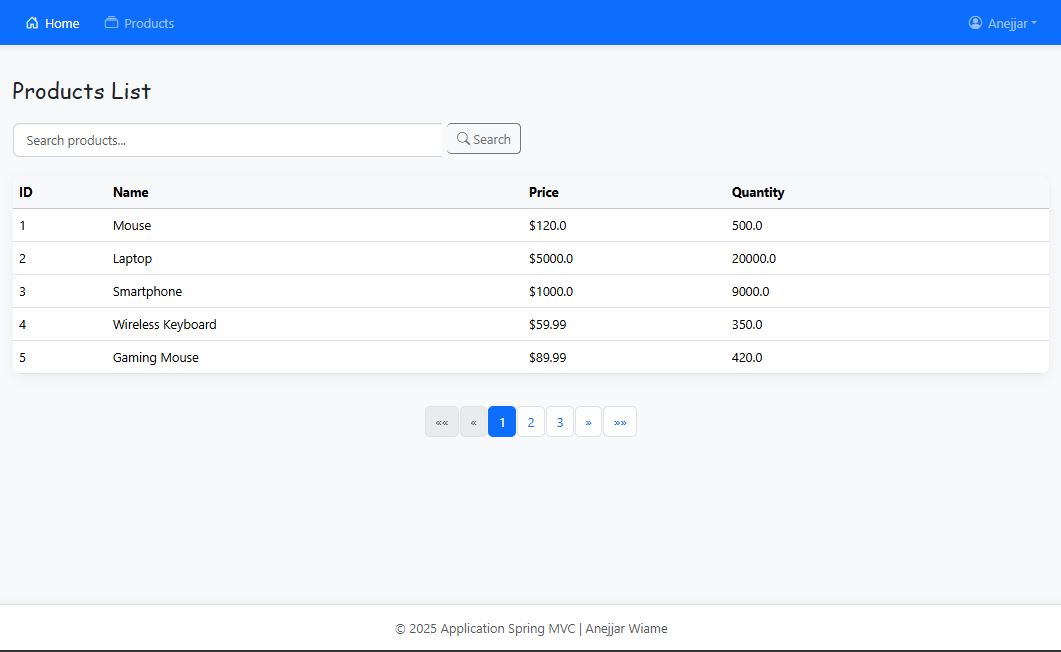 Home Products Anejjar
Products List
Search products... Search
ID Name Price Quantity
1 Mouse $120.0 500.0
2 Laptop $5000.0 20000.0
3 Smartphone $1000.0 9000.0
4 Wireless Keyboard $59.99 350.0
5 Gaming Mouse $89.99 420.0
«« « 1 2 3 » »»
© 2025 Application Spring MVC | Anejjar Wiame